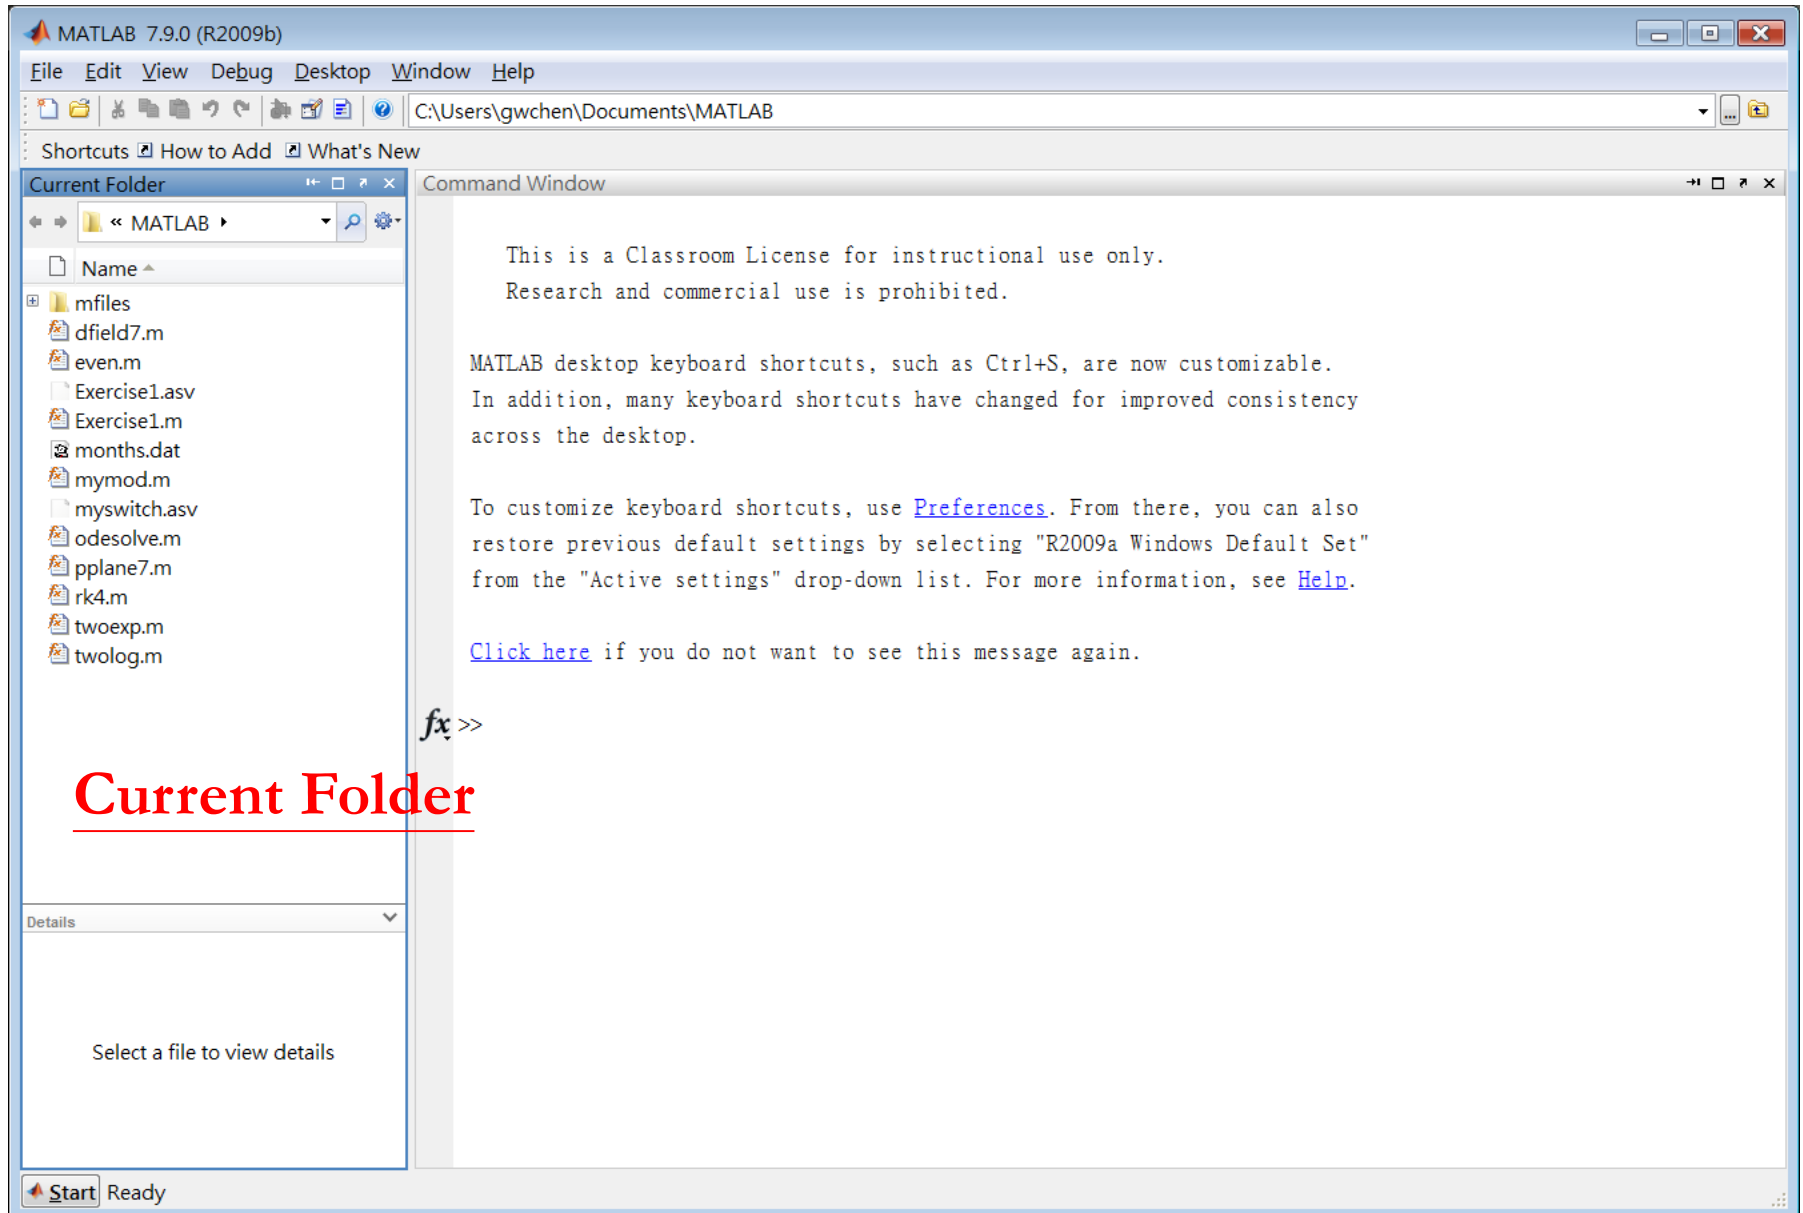 MATLAB 7.9.0 (R2009b)
File Edit View Debug Desktop Window Help
C:\Users\gwchen\Documents\MATLAB
Shortcuts How to Add What's New
Current Folder
« MATLAB
Name
mfiles
dfield7.m
even.m
Exercise1.asv
Exercise1.m
months.dat
mymod.m
myswitch.asv
odesolve.m
pplane7.m
rk4.m
twoexp.m
twolog.m
Current Folder
Details
Select a file to view details
Command Window
This is a Classroom License for instructional use only.
Research and commercial use is prohibited.
MATLAB desktop keyboard shortcuts, such as Ctrl+S, are now customizable.
In addition, many keyboard shortcuts have changed for improved consistency
across the desktop.
To customize keyboard shortcuts, use Preferences. From there, you can also
restore previous default settings by selecting "R2009a Windows Default Set"
from the "Active settings" drop-down list. For more information, see Help.
Click here if you do not want to see this message again.
fx >>
Start Ready